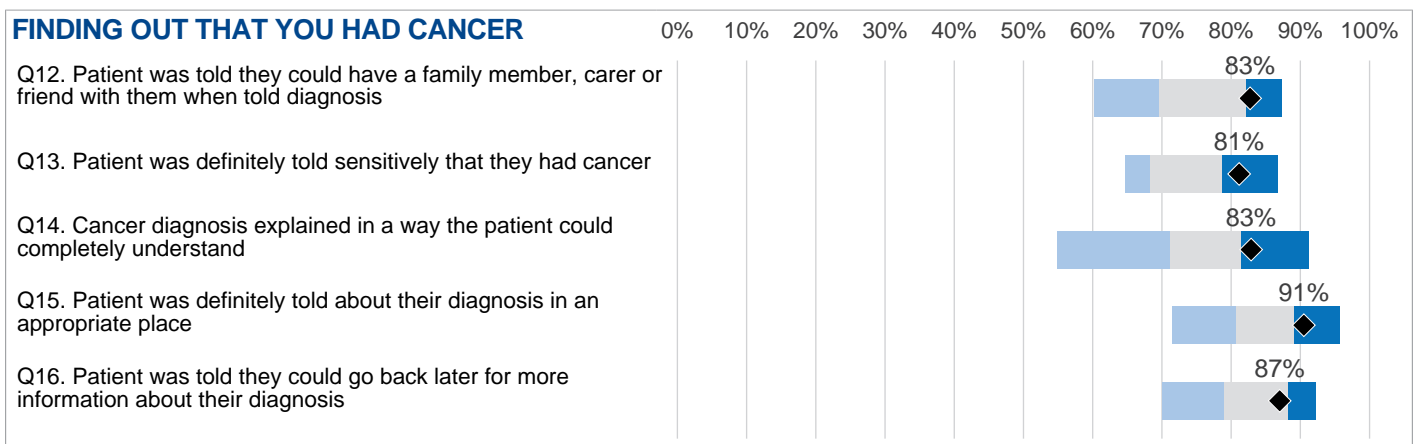 FINDING OUT THAT YOU HAD CANCER
0% 10% 20% 30% 40% 50% 60% 70% 80% 90% 100%
Q12. Patient was told they could have a family member, carer or
friend with them when told diagnosis
83%
Q13. Patient was definitely told sensitively that they had cancer
81%
Q14. Cancer diagnosis explained in a way the patient could
completely understand
83%
Q15. Patient was definitely told about their diagnosis in an
appropriate place
91%
Q16. Patient was told they could go back later for more
information about their diagnosis
87%